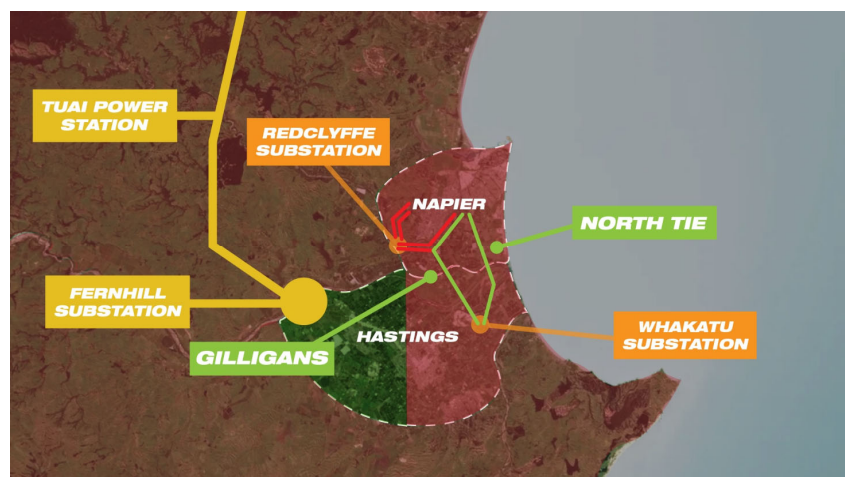 TUAI POWER
STATION
REDCLYFFE
SUBSTATION
NAPIER
NORTH TIE
FERNHILL
SUBSTATION
HASTINGS
WHAKATU
SUBSTATION
GILLIGANS